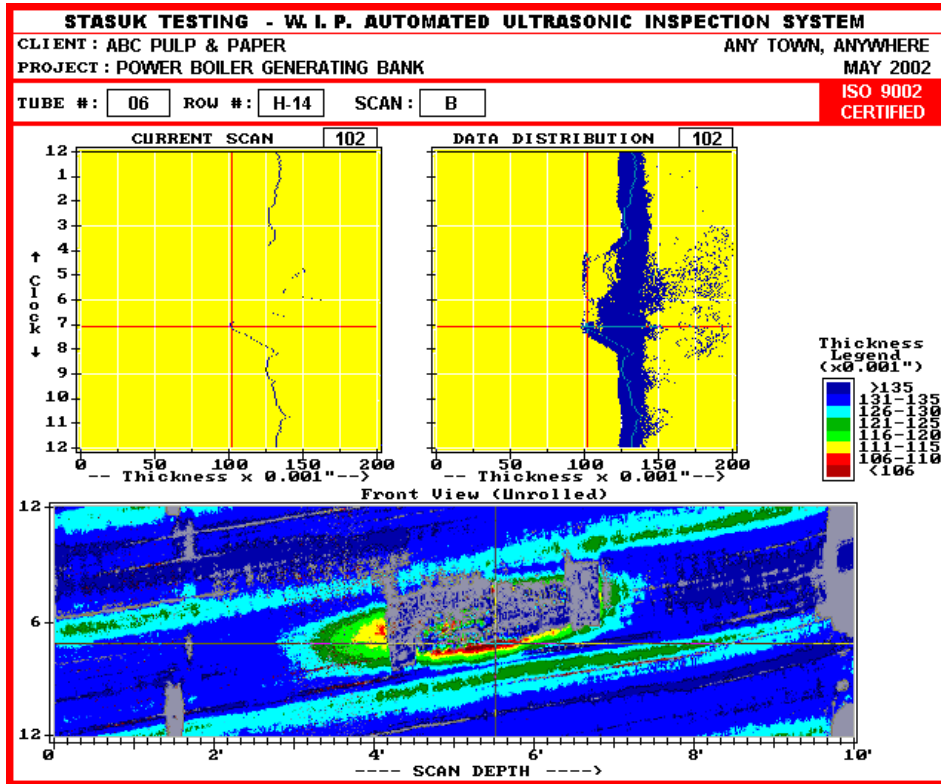 STASUK TESTING - W. I. P. AUTOMATED ULTRASONIC INSPECTION SYSTEM
CLIENT : ABC PULP & PAPER ANY TOWN, ANYWHERE
PROJECT : POWER BOILER GENERATING BANK MAY 2002
TUBE #: 06 ROW #: H-14 SCAN: B ISO 9002
CERTIFIED
CURRENT SCAN 102 DATA DISTRIBUTION 102
12
1
2
3
4
5
6
7
8
9
10
11
12
↑ Clock ↓
0 50 100 150 200 0 50 100 150 200
-- Thickness x 0.001"--> -- Thickness x 0.001"-->
Thickness
Legend
(x0.001")
>135
131-135
126-130
121-125
116-120
111-115
106-110
<106
Front View (Unrolled)
12
6
12
0 2' 4' 6' 8' 10'
---- SCAN DEPTH ---->